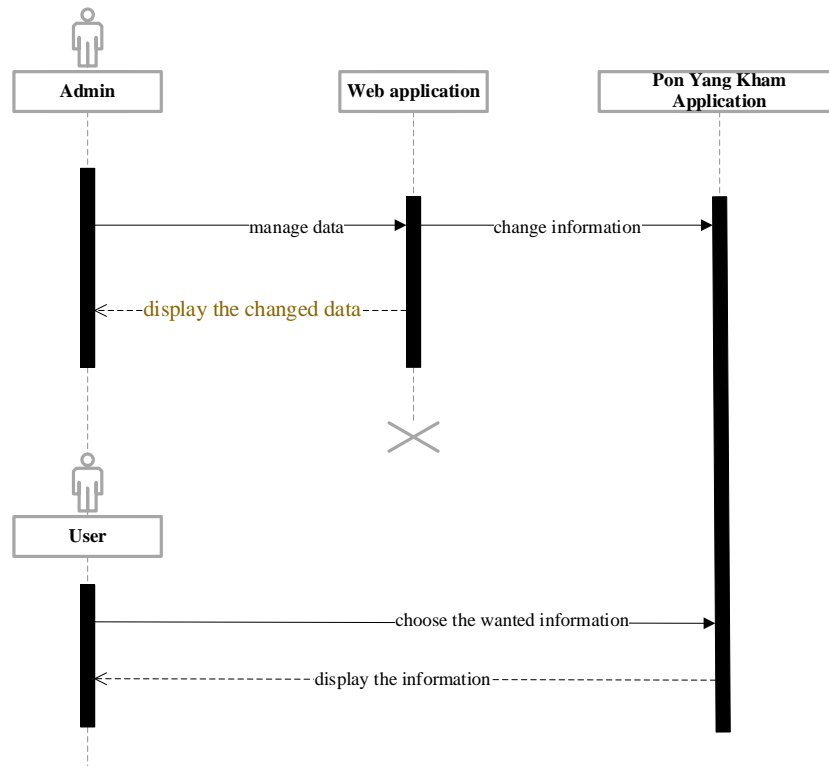 Admin
Web application
Pon Yang Kham
Application
manage data
change information
display the changed data
User
choose the wanted information
display the information